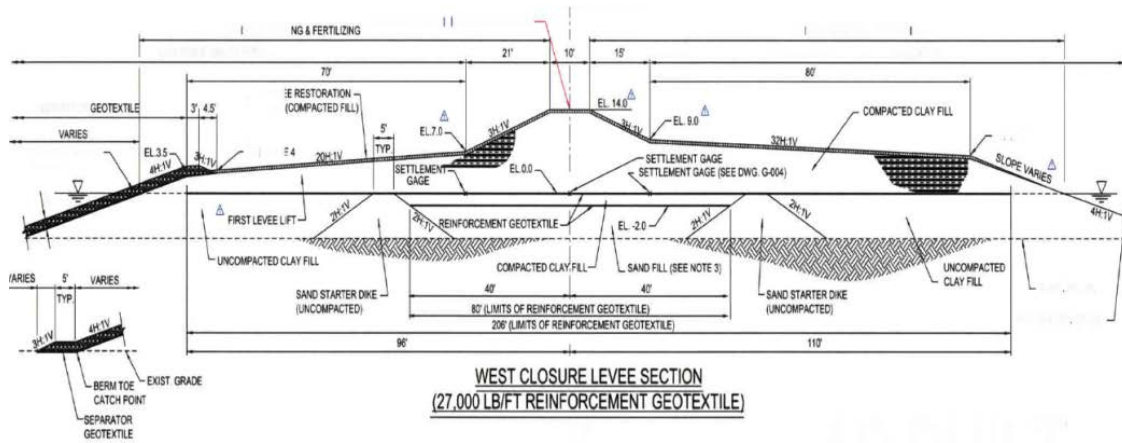 NG & FERTILIZING
21'
10'
15'
70'
80'
GEOTEXTILE
3'
4.5'
EE RESTORATION
(COMPACTED FILL)
5'
TYP.
VARIES
EL. 14.0
EL. 9.0
EL.7.0
3H:1V
3H:1V
COMPACTED CLAY FILL
EL.3.5
4H:1V
3H:1V
20H:1V
32H:1V
SLOPE VARIES
4H:1V
SETTLEMENT
GAGE
EL 0.0
SETTLEMENT GAGE
SETTLEMENT GAGE (SEE DWG. G-004)
FIRST LEVEE LIFT
2H:1V
2H:1V
REINFORCEMENT GEOTEXTILE
EL. -2.0
2H:1V
2H:1V
UNCOMPACTED CLAY FILL
COMPACTED CLAY FILL
SAND FILL (SEE NOTE 3)
UNCOMPACTED
CLAY FILL
SAND STARTER DIKE
(UNCOMPACTED)
SAND STARTER DIKE
(UNCOMPACTED)
40'
40'
80' (LIMITS OF REINFORCEMENT GEOTEXTILE)
206' (LIMITS OF REINFORCEMENT GEOTEXTILE)
96'
110'
VARIES
5'
TYP.
VARIES
3H:1V
4H:1V
EXIST. GRADE
BERM TOE
CATCH POINT
SEPARATOR
GEOTEXTILE
WEST CLOSURE LEVEE SECTION
(27,000 LB/FT REINFORCEMENT GEOTEXTILE)